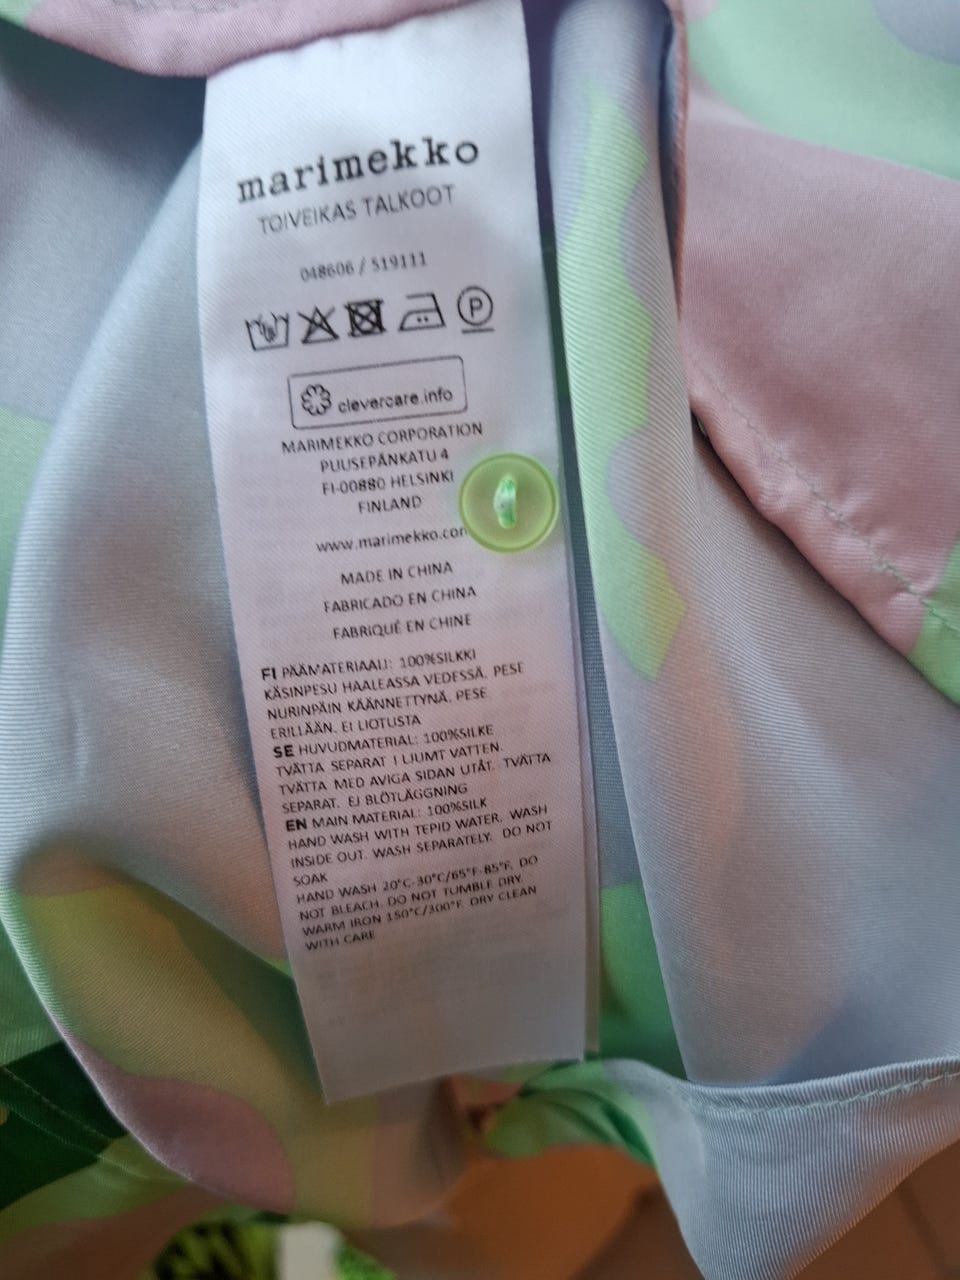 marimekko
TOIVEIKAS TALKOOT
048606 / 519111
P
clevercare.info
MARIMEKKO CORPORATION
PUUSEPÄNKATU 4
FI-00880 HELSINKI
FINLAND
www.marimekko.com
MADE IN CHINA
FABRICADO EN CHINA
FABRIQUÉ EN CHINE
FI PÄÄMATERIAALI: 100%SILKKI
KÄSINPESU HAALEASSA VEDESSÄ. PESE
NURINPÄIN KÄÄNNETTYNÄ. PESE
ERILLÄÄN. EI LIOTUSTA
SE HUVUDMATERIAL: 100%SILKE
TVÄTTA SEPARAT I LJUMT VATTEN.
TVÄTTA MED AVIGA SIDAN UTÅT. TVÄTTA
SEPARAT. EJ BLÖTLÄGGNING
EN MAIN MATERIAL: 100%SILK
HAND WASH WITH TEPID WATER. WASH
INSIDE OUT. WASH SEPARATELY. DO NOT
SOAK
HAND WASH 20°C-30°C/65°F-85°F. DO
NOT BLEACH. DO NOT TUMBLE DRY.
WARM IRON 150°C/300°F. DRY CLEAN
WITH CARE